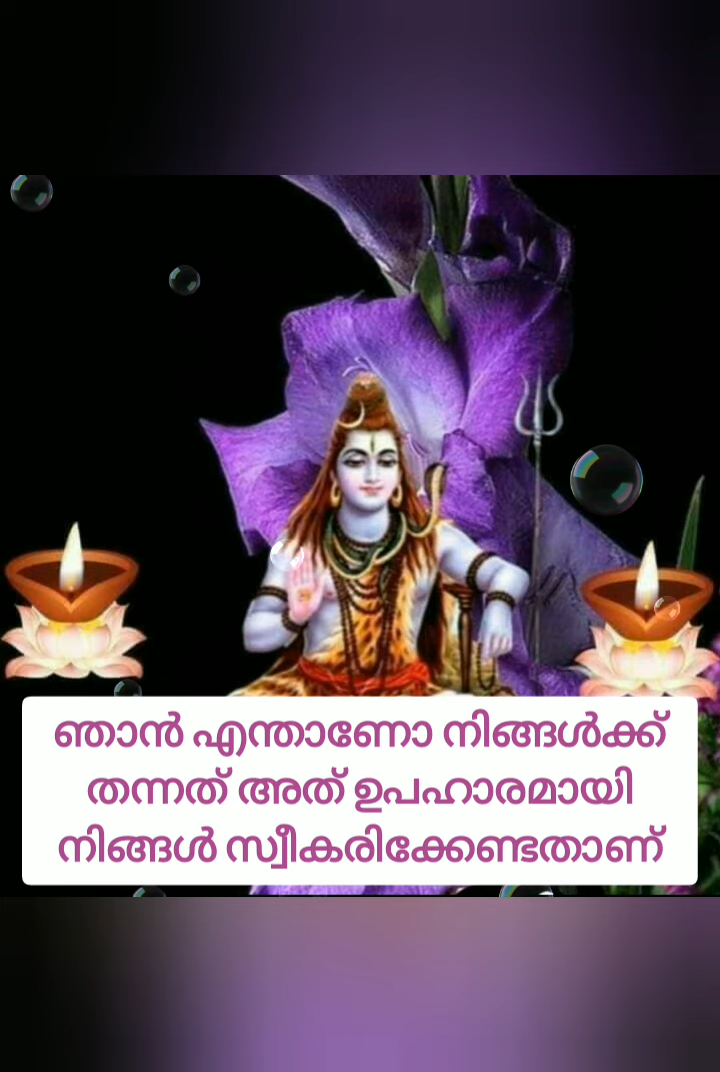 ഞാൻ എന്താണോ നിങ്ങൾക്ക്
തന്നത് അത് ഉപഹാരമായി
നിങ്ങൾ സ്വീകരിക്കേണ്ടതാണ്